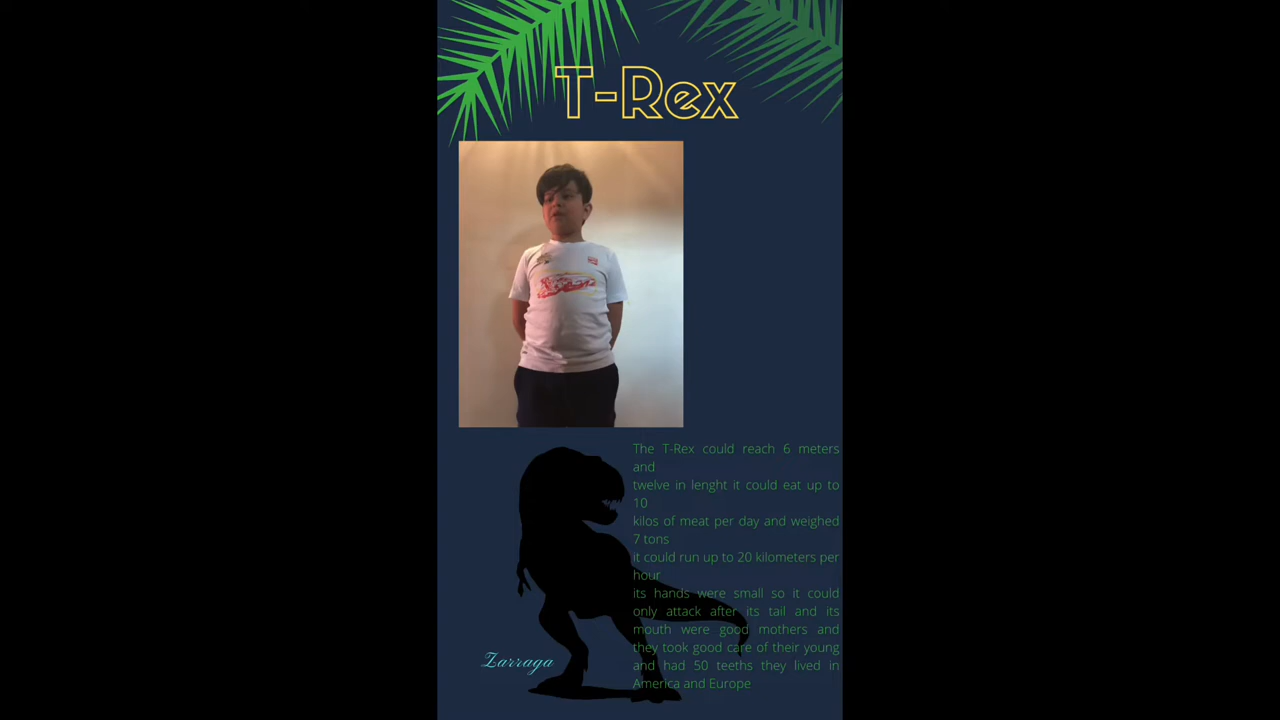 T-Rex
The T-Rex could reach 6 meters
and
twelve in lenght it could eat up to
10
kilos of meat per day and weighed
7 tons
it could run up to 20 kilometers per
hour
its hands were small so it could
only attack after its tail and its
mouth were good mothers and
they took good care of their young
and had 50 teeths they lived in
America and Europe
Zarraga